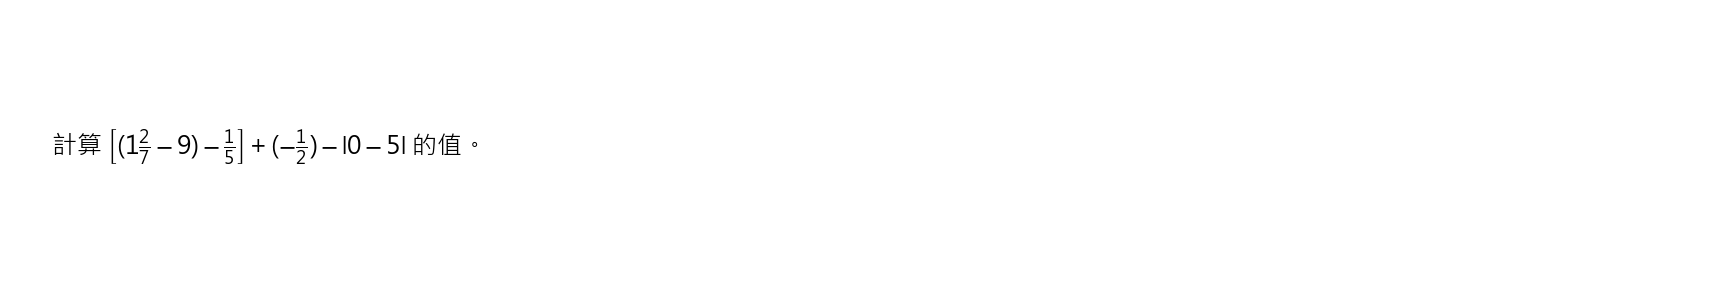 計算 [(1 2/7 − 9) − 1/5] + (−1/2) − |0 − 5| 的值。